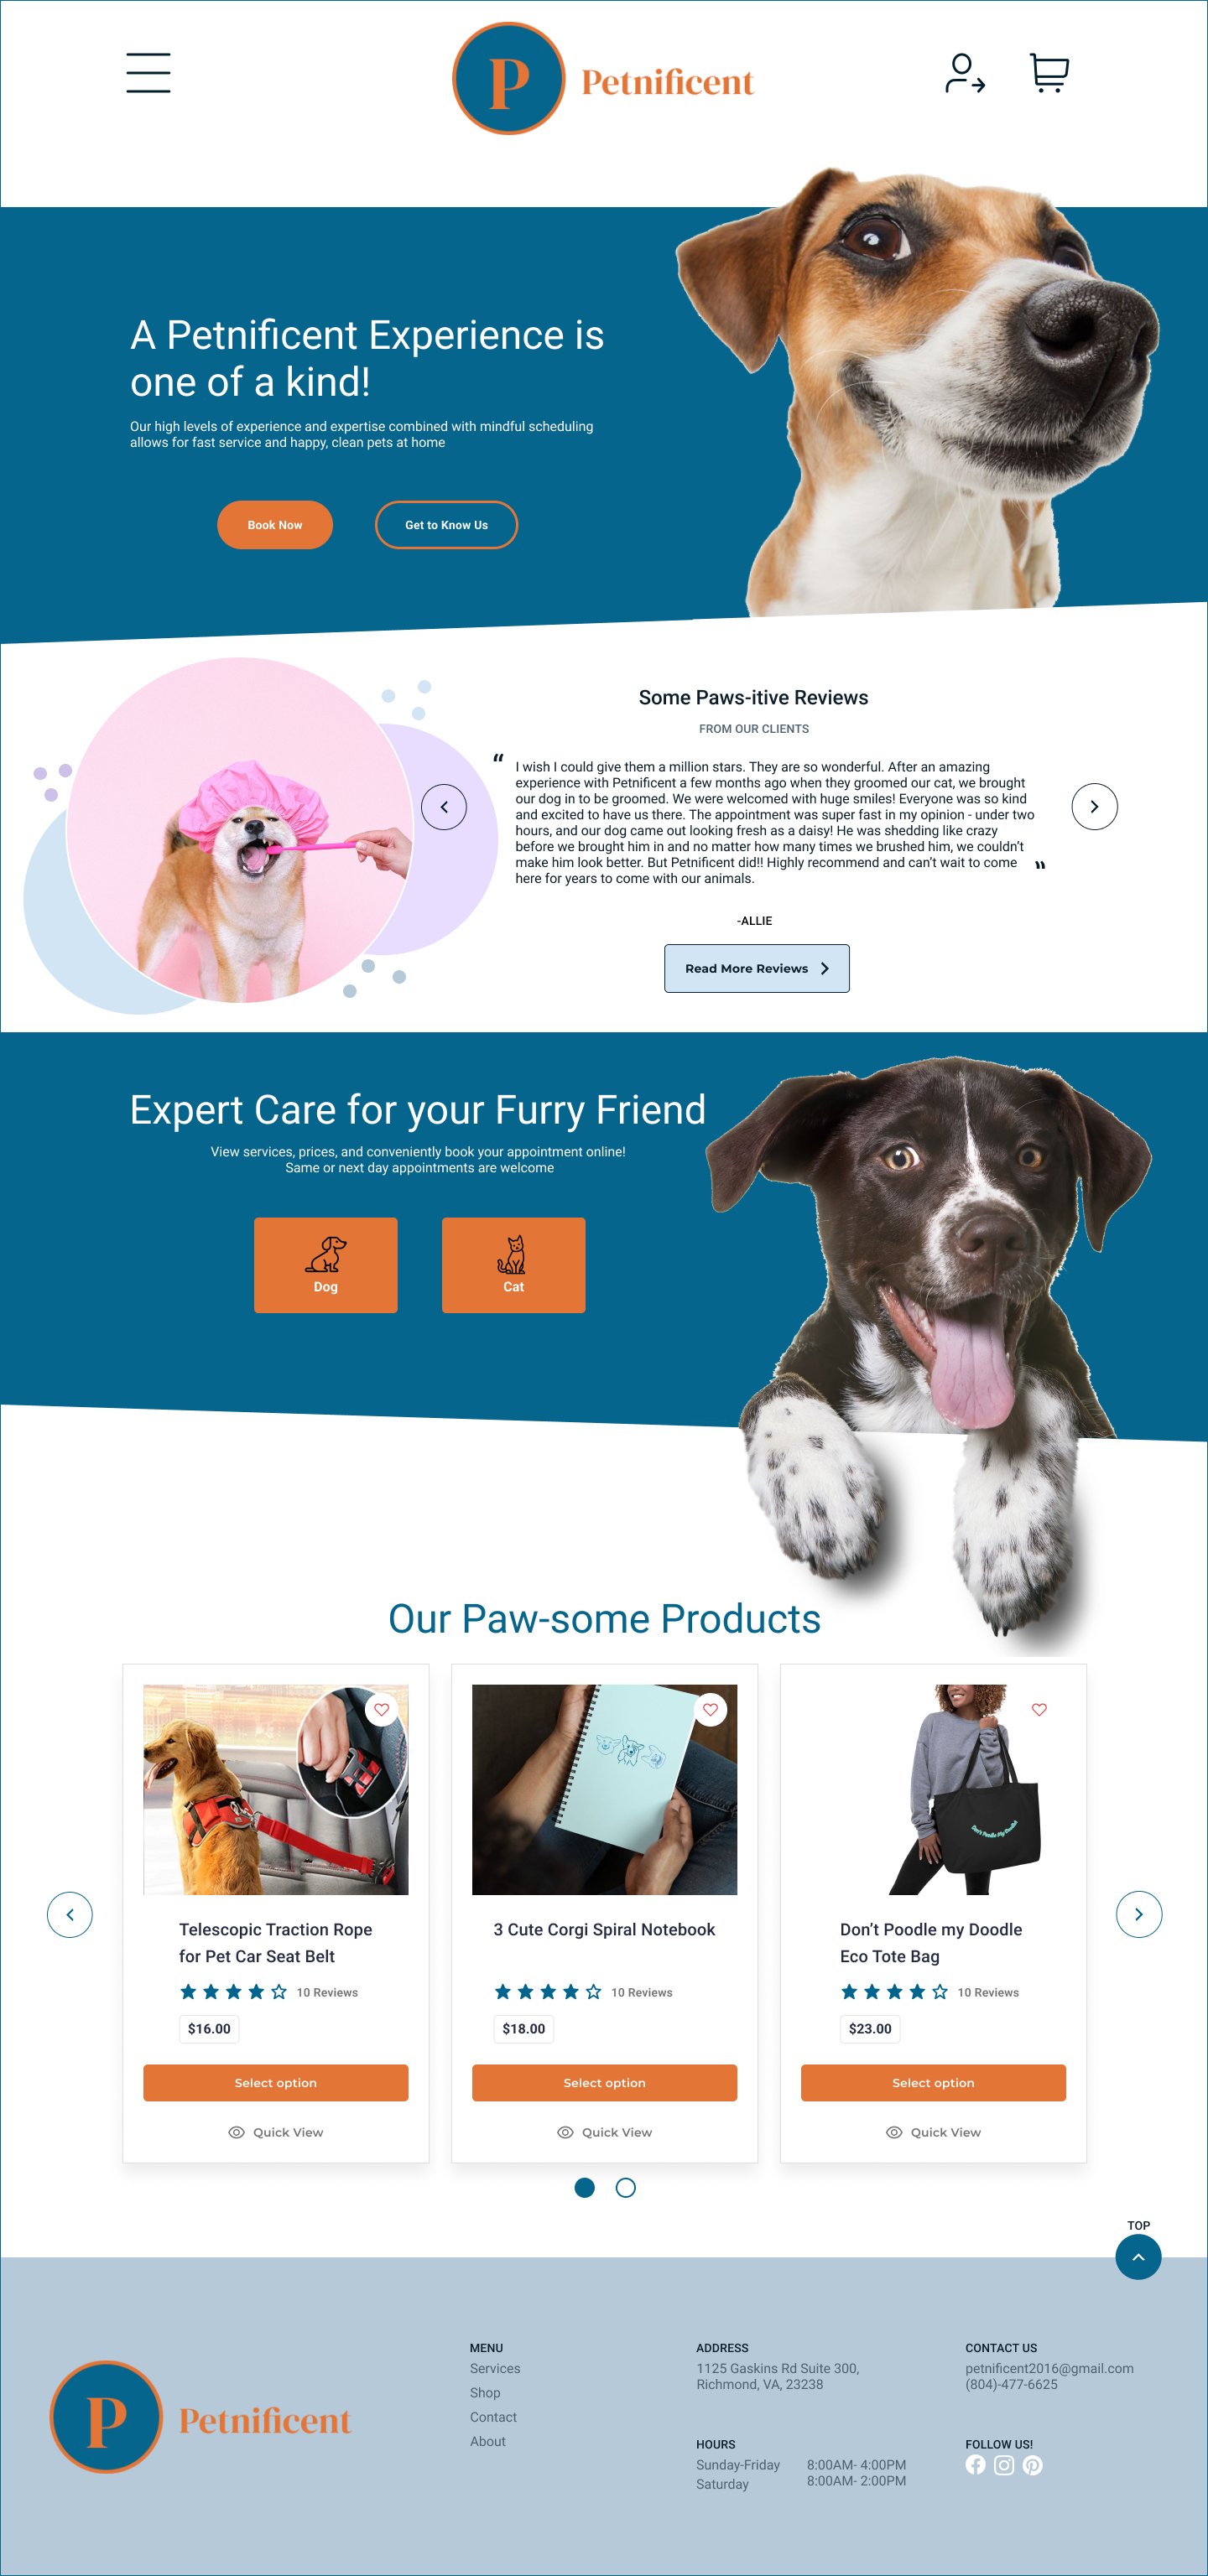 P
Petnificent
A Petnificent Experience is
one of a kind!
Our high levels of experience and expertise combined with mindful scheduling
allows for fast service and happy, clean pets at home
Book Now
Get to Know Us
Some Paws-itive Reviews
FROM OUR CLIENTS
“
I wish I could give them a million stars. They are so wonderful. After an amazing
experience with Petnificent a few months ago when they groomed our cat, we brought
our dog in to be groomed. We were welcomed with huge smiles! Everyone was so kind
and excited to have us there. The appointment was super fast in my opinion - under two
hours, and our dog came out looking fresh as a daisy! He was shedding like crazy
before we brought him in and no matter how many times we brushed him, we couldn’t
make him look better. But Petnificent did!! Highly recommend and can’t wait to come
here for years to come with our animals.
”
-ALLIE
Read More Reviews
Expert Care for your Furry Friend
View services, prices, and conveniently book your appointment online!
Same or next day appointments are welcome
Dog
Cat
Our Paw-some Products
Don't Poodle My Doodle
Telescopic Traction Rope
for Pet Car Seat Belt
10 Reviews
$16.00
Select option
Quick View
3 Cute Corgi Spiral Notebook
10 Reviews
$18.00
Select option
Quick View
Don’t Poodle my Doodle
Eco Tote Bag
10 Reviews
$23.00
Select option
Quick View
TOP
P
Petnificent
MENU
Services
Shop
Contact
About
ADDRESS
1125 Gaskins Rd Suite 300,
Richmond, VA, 23238
HOURS
Sunday-Friday 8:00AM- 4:00PM
Saturday 8:00AM- 2:00PM
CONTACT US
petnificent2016@gmail.com
(804)-477-6625
FOLLOW US!